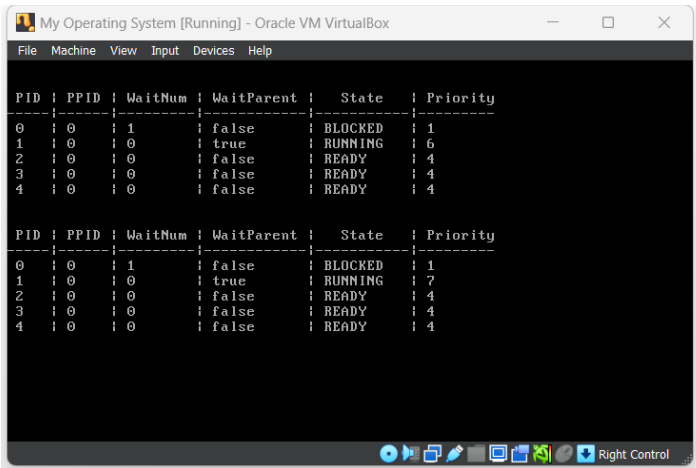 My Operating System [Running] - Oracle VM VirtualBox
File Machine View Input Devices Help
PID ¦ PPID ¦ WaitNum ¦ WaitParent ¦ State ¦ Priority
----¦------¦---------¦------------¦-----------¦---------
0 ¦ 0 ¦ 1 ¦ false ¦ BLOCKED ¦ 1
1 ¦ 0 ¦ 0 ¦ true ¦ RUNNING ¦ 6
2 ¦ 0 ¦ 0 ¦ false ¦ READY ¦ 4
3 ¦ 0 ¦ 0 ¦ false ¦ READY ¦ 4
4 ¦ 0 ¦ 0 ¦ false ¦ READY ¦ 4
PID ¦ PPID ¦ WaitNum ¦ WaitParent ¦ State ¦ Priority
----¦------¦---------¦------------¦-----------¦---------
0 ¦ 0 ¦ 1 ¦ false ¦ BLOCKED ¦ 1
1 ¦ 0 ¦ 0 ¦ true ¦ RUNNING ¦ 7
2 ¦ 0 ¦ 0 ¦ false ¦ READY ¦ 4
3 ¦ 0 ¦ 0 ¦ false ¦ READY ¦ 4
4 ¦ 0 ¦ 0 ¦ false ¦ READY ¦ 4
Right Control